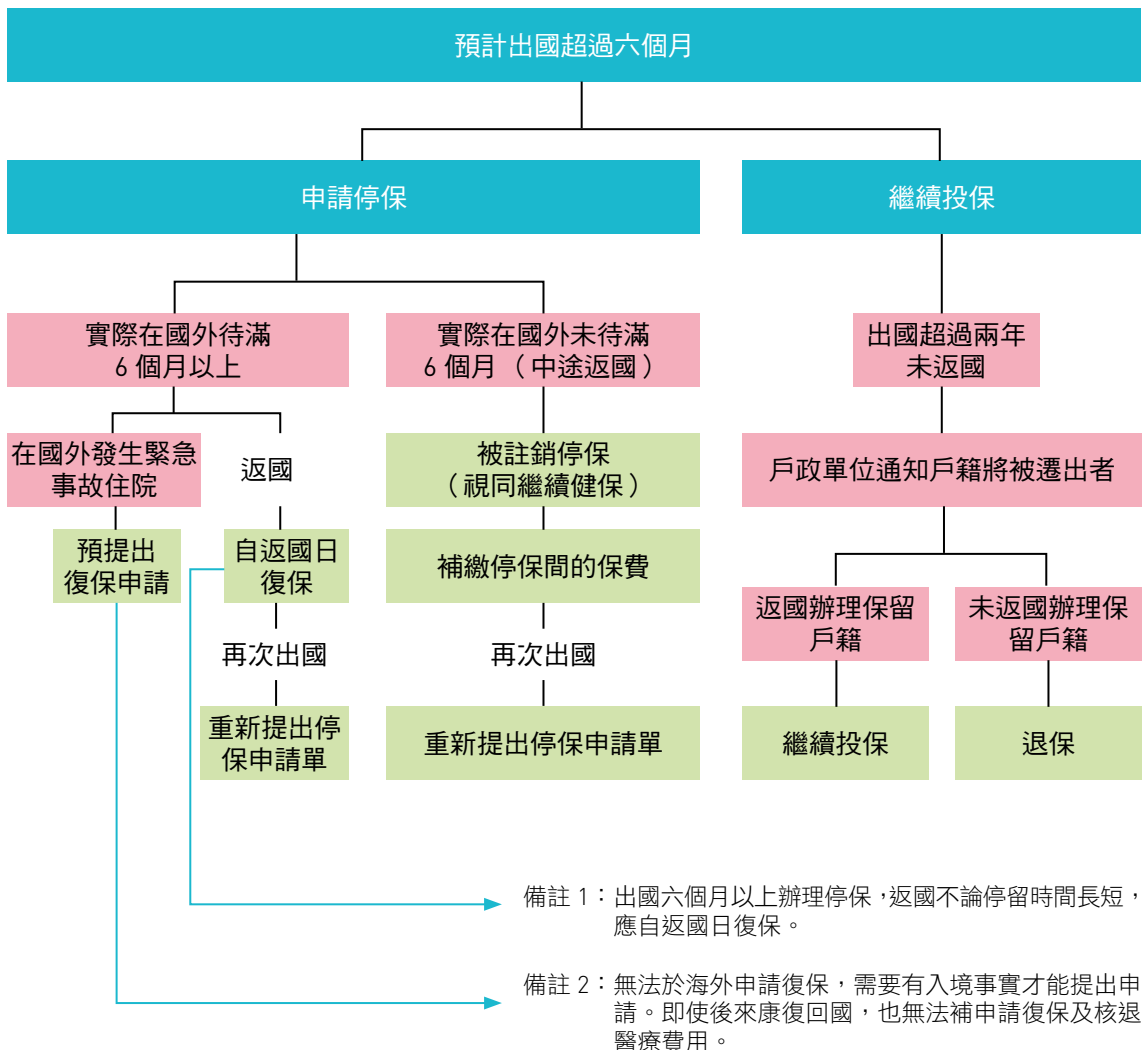 預計出國超過六個月
申請停保
繼續投保
實際在國外待滿
6 個月以上
實際在國外未待滿
6 個月（中途返國）
出國超過兩年
未返國
在國外發生緊急
事故住院
返國
被註銷停保
（視同繼續健保）
戶政單位通知戶籍將被遷出者
預提出
復保申請
自返國日
復保
補繳停保間的保費
返國辦理保留
戶籍
未返國辦理保
留戶籍
再次出國
再次出國
重新提出停
保申請單
重新提出停保申請單
繼續投保
退保
備註 1：出國六個月以上辦理停保，返國不論停留時間長短，
應自返國日復保。
備註 2：無法於海外申請復保，需要有入境事實才能提出申
請。即使後來康復回國，也無法補申請復保及核退
醫療費用。